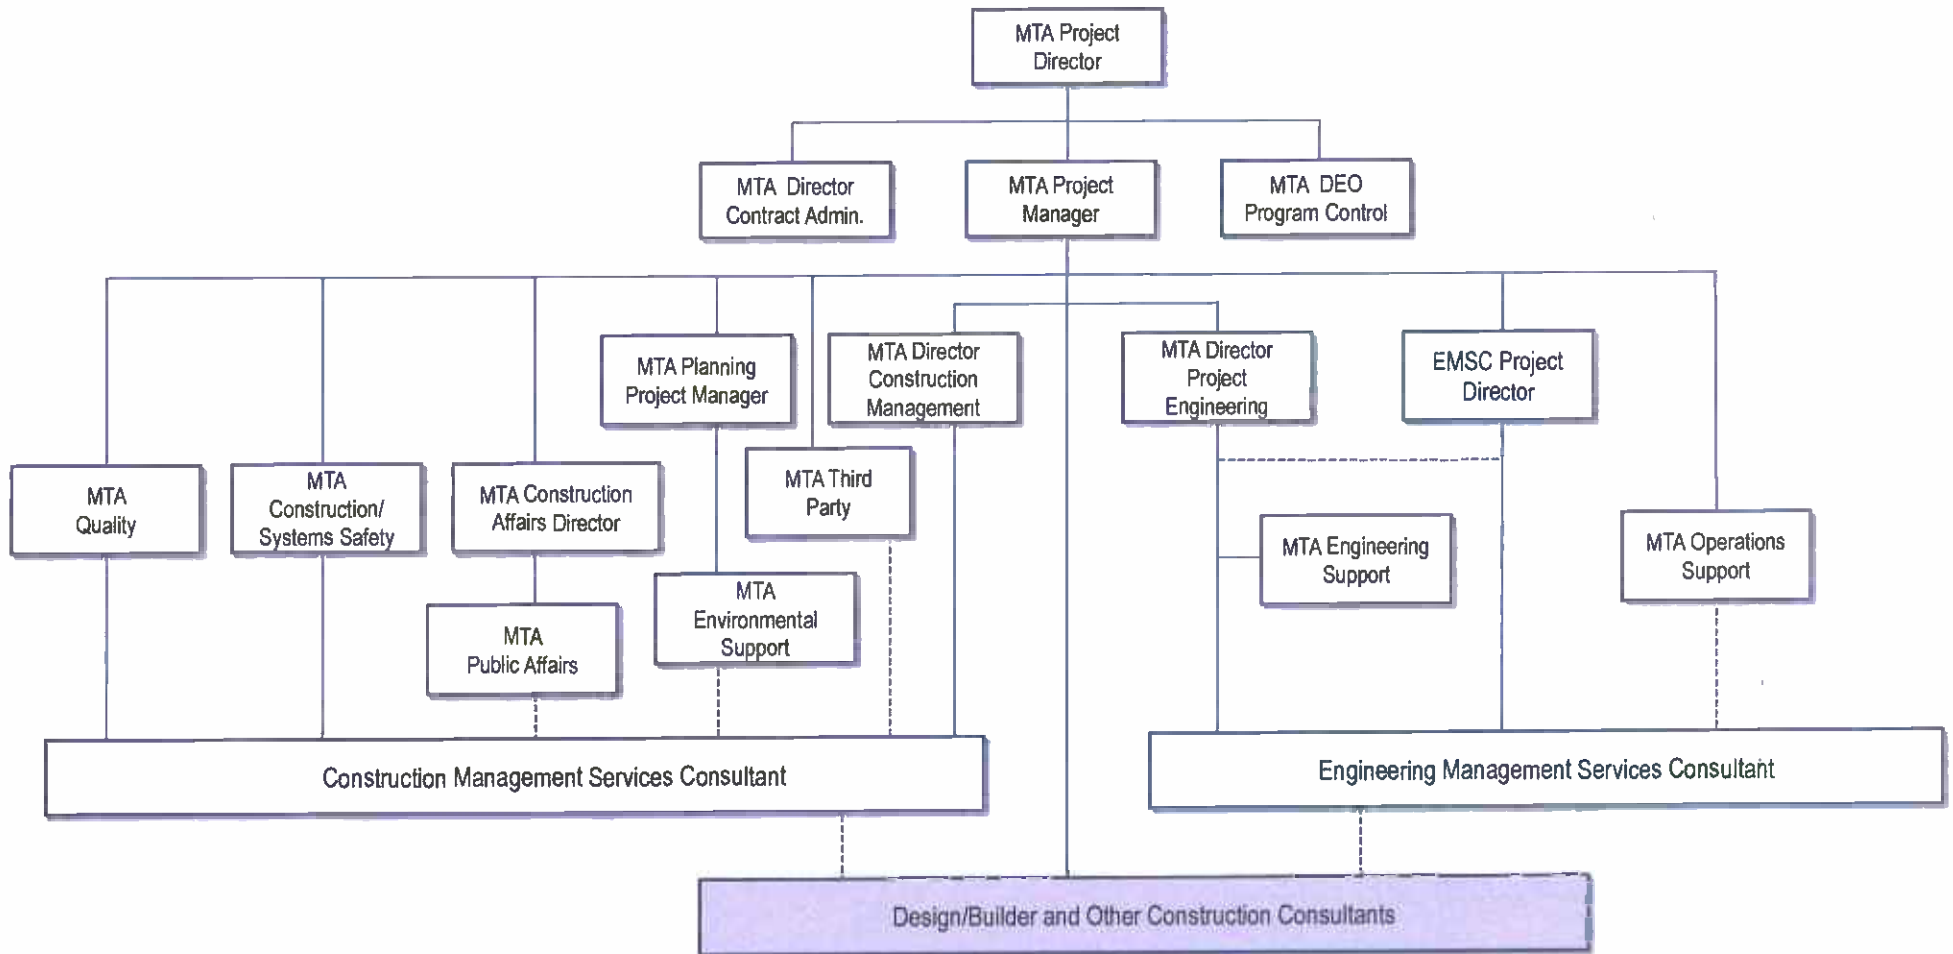 MTA Project
Director
MTA Director
Contract Admin.
MTA Project
Manager
MTA DEO
Program Control
MTA Planning
Project Manager
MTA Director
Construction
Management
MTA Director
Project
Engineering
EMSC Project
Director
MTA
Quality
MTA
Construction/
Systems Safety
MTA Construction
Affairs Director
MTA Third
Party
MTA Engineering
Support
MTA Operations
Support
MTA
Public Affairs
MTA
Environmental
Support
Construction Management Services Consultant
Engineering Management Services Consultant
Design/Builder and Other Construction Consultants